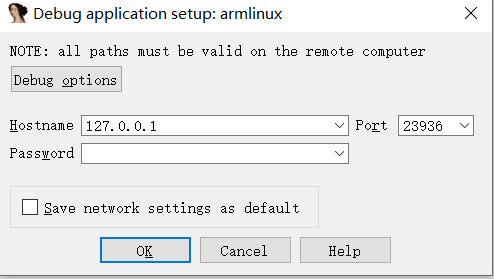 Debug application setup: armlinux
NOTE: all paths must be valid on the remote computer
Debug options
Hostname 127.0.0.1 Port 23936
Password
Save network settings as default
OK Cancel Help